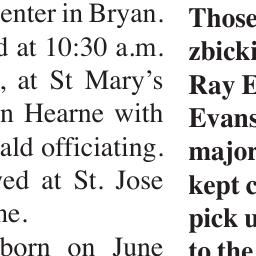 enter in Bryan.
d at 10:30 a.m.
, at St Mary's
n Hearne with
ald officiating.
ved at St. Jose
ne.
born on June
Those
zbicki
Ray E
Evans
major
kept c
pick u
to the